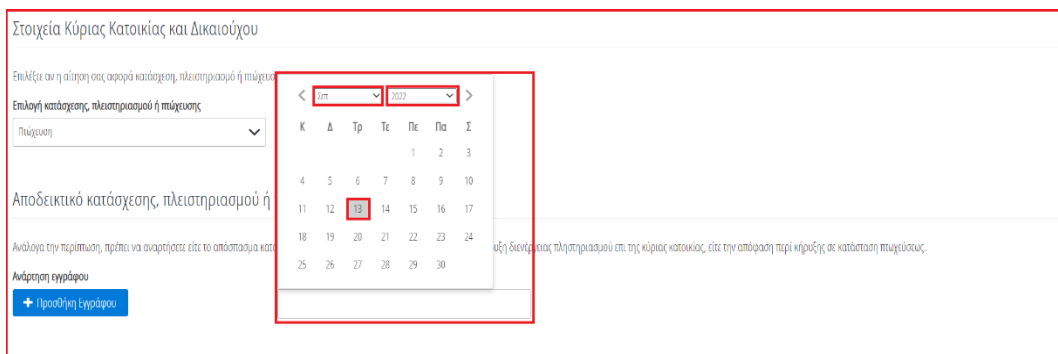 Στοιχεία Κύριας Κατοικίας και Δικαιούχου
Επιλέξτε αν η αίτηση σας αφορά κατάσχεση, πλειστηριασμό ή πτώχευσ
Επιλογή κατάσχεσης, πλειστηριασμού ή πτώχευσης
Πτώχευση
Σεπ 2022
Κ Δ Τρ Τε Πε Πα Σ
1 2 3
4 5 6 7 8 9 10
11 12 13 14 15 16 17
18 19 20 21 22 23 24
25 26 27 28 29 30
Αποδεικτικό κατάσχεσης, πλειστηριασμού ή
Ανάλογα την περίπτωση, πρέπει να αναρτήσετε είτε το απόσπασμα κατα υξη διενέργειας πληστηριασμού επι της κύριας κατοικίας, είτε την απόφαση περί κήρυξης σε κατάσταση πτωχεύσεως.
Ανάρτηση εγγράφου
+ Προσθήκη Εγγράφου